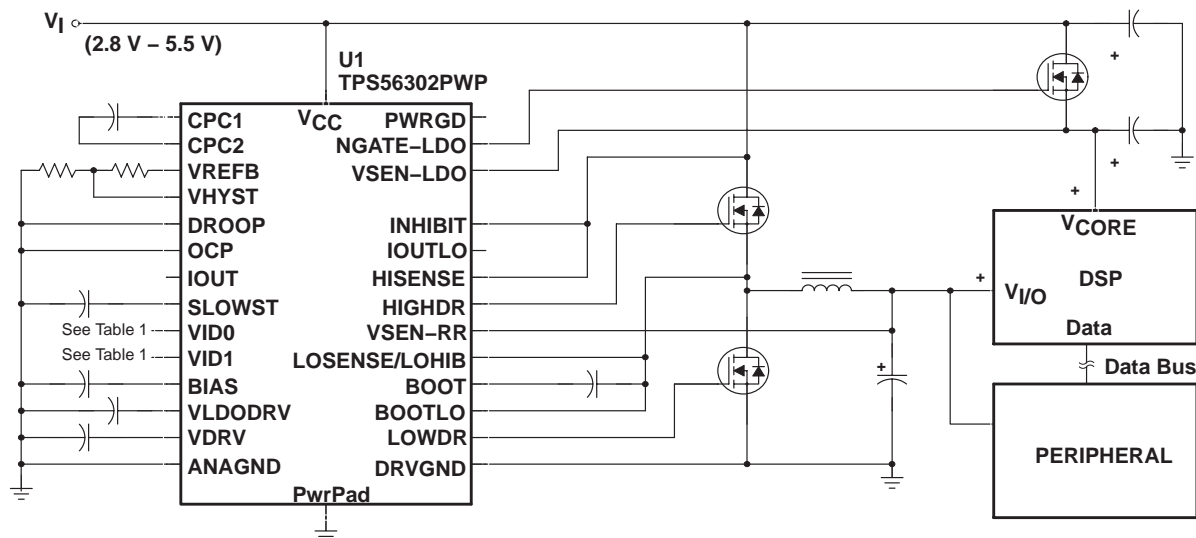 VI
(2.8 V – 5.5 V)
U1
TPS56302PWP
VCC
CPC1
CPC2
VREFB
VHYST
DROOP
OCP
IOUT
SLOWST
See Table 1
VID0
See Table 1
VID1
BIAS
VLDODRV
VDRV
ANAGND
PwrPad
PWRGD
NGATE–LDO
VSEN–LDO
INHIBIT
IOUTLO
HISENSE
HIGHDR
VSEN–RR
LOSENSE/LOHIB
BOOT
BOOTLO
LOWDR
DRVGND
+
+
+
+
+
VCORE
DSP
VI/O
Data
Data Bus
PERIPHERAL